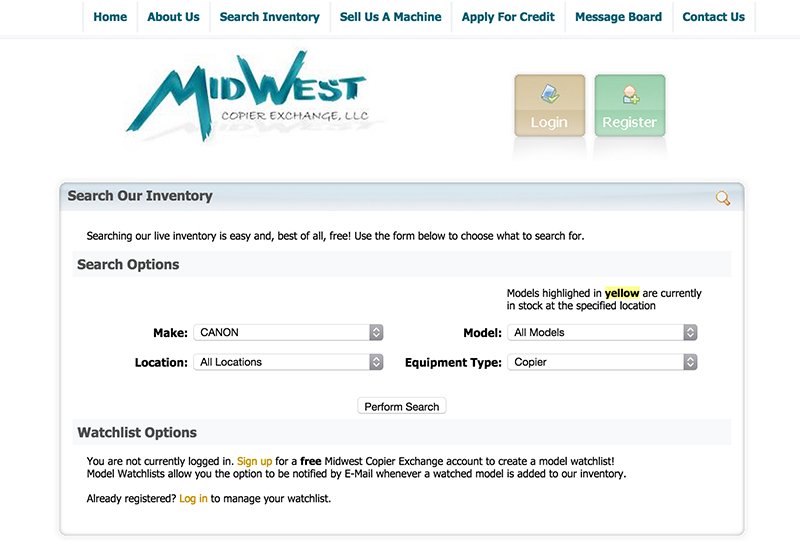 Home About Us Search Inventory Sell Us A Machine Apply For Credit Message Board Contact Us
MIDWEST
COPIER EXCHANGE, LLC
Login Register
Search Our Inventory
Searching our live inventory is easy and, best of all, free! Use the form below to choose what to search for.
Search Options
Models highlighed in yellow are currently
in stock at the specified location
Make: CANON Model: All Models
Location: All Locations Equipment Type: Copier
Perform Search
Watchlist Options
You are not currently logged in. Sign up for a free Midwest Copier Exchange account to create a model watchlist!
Model Watchlists allow you the option to be notified by E-Mail whenever a watched model is added to our inventory.
Already registered? Log in to manage your watchlist.